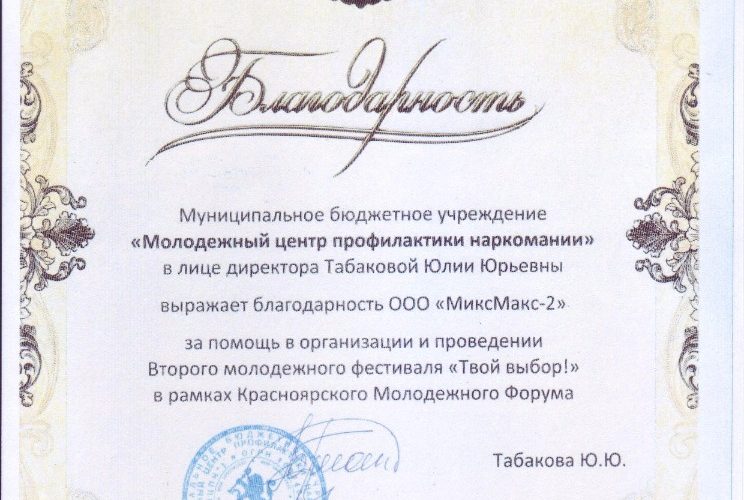 Благодарность
Муниципальное бюджетное учреждение
«Молодежный центр профилактики наркомании»
в лице директора Табаковой Юлии Юрьевны
выражает благодарность ООО «МиксМакс-2»
за помощь в организации и проведении
Второго молодежного фестиваля «Твой выбор!»
в рамках Красноярского Молодежного Форума
Табакова Ю.Ю.